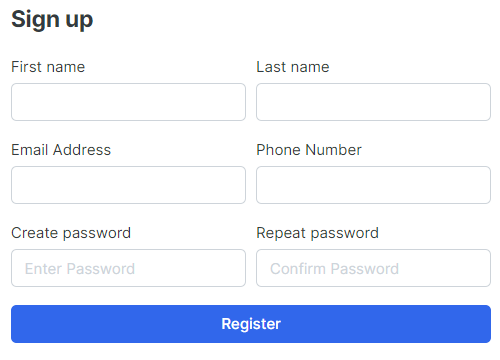 Sign up
First name Last name
Email Address Phone Number
Create password Repeat password
Enter Password Confirm Password
Register